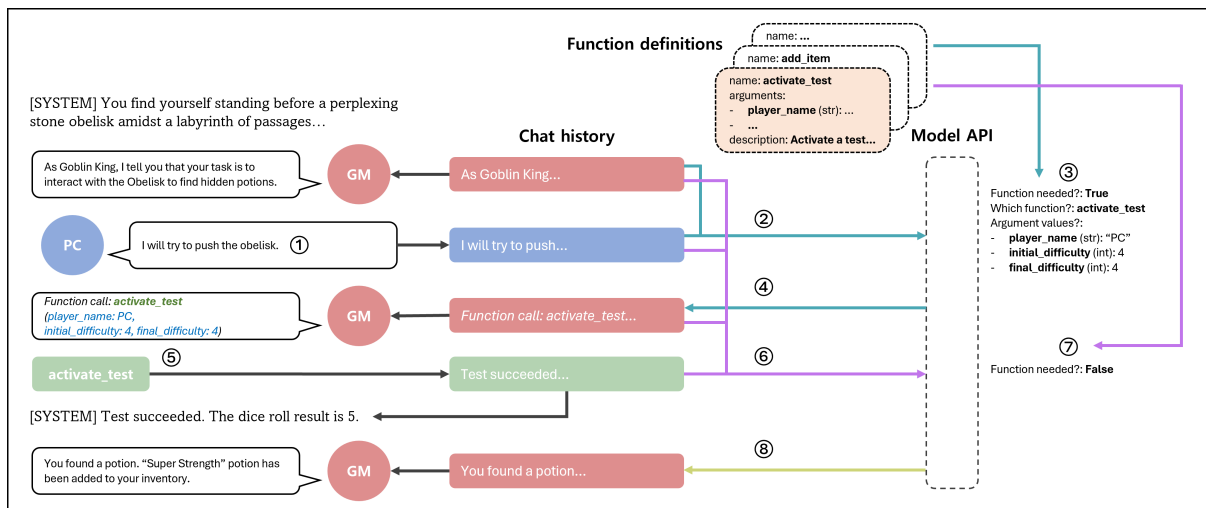 Function definitions
name: ...
name: add_item
name: activate_test
arguments:
- player_name (str): ...
- ...
description: Activate a test...
[SYSTEM] You find yourself standing before a perplexing
stone obelisk amidst a labyrinth of passages…
Chat history
Model API
As Goblin King, I tell you that your task is to
interact with the Obelisk to find hidden potions.
GM
As Goblin King...
③
Function needed?: True
Which function?: activate_test
Argument values?:
- player_name (str): “PC”
- initial_difficulty (int): 4
- final_difficulty (int): 4
PC
I will try to push the obelisk. ①
I will try to push...
②
Function call: activate_test
(player_name: PC,
initial_difficulty: 4, final_difficulty: 4)
GM
Function call: activate_test...
④
activate_test
⑤
Test succeeded...
⑥
⑦
Function needed?: False
[SYSTEM] Test succeeded. The dice roll result is 5.
You found a potion. “Super Strength” potion has
been added to your inventory.
GM
You found a potion...
⑧